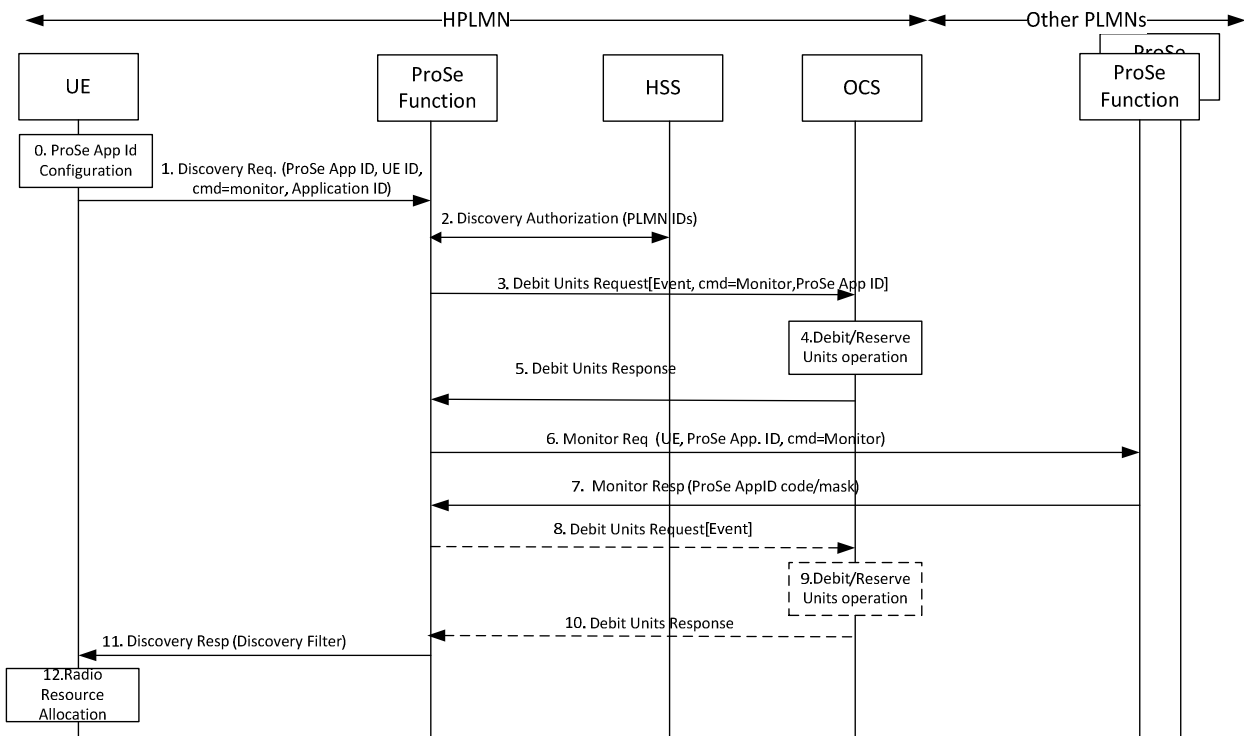 HPLMN
Other PLMNs
UE
ProSe
Function
HSS
OCS
ProSe
ProSe
Function
0. ProSe App Id
Configuration
1. Discovery Req. (ProSe App ID, UE ID,
cmd=monitor, Application ID)
2. Discovery Authorization (PLMN IDs)
3. Debit Units Request[Event, cmd=Monitor,ProSe App ID]
4.Debit/Reserve
Units operation
5. Debit Units Response
6. Monitor Req (UE, ProSe App. ID, cmd=Monitor)
7. Monitor Resp (ProSe AppID code/mask)
8. Debit Units Request[Event]
9.Debit/Reserve
Units operation
10. Debit Units Response
11. Discovery Resp (Discovery Filter)
12.Radio
Resource
Allocation